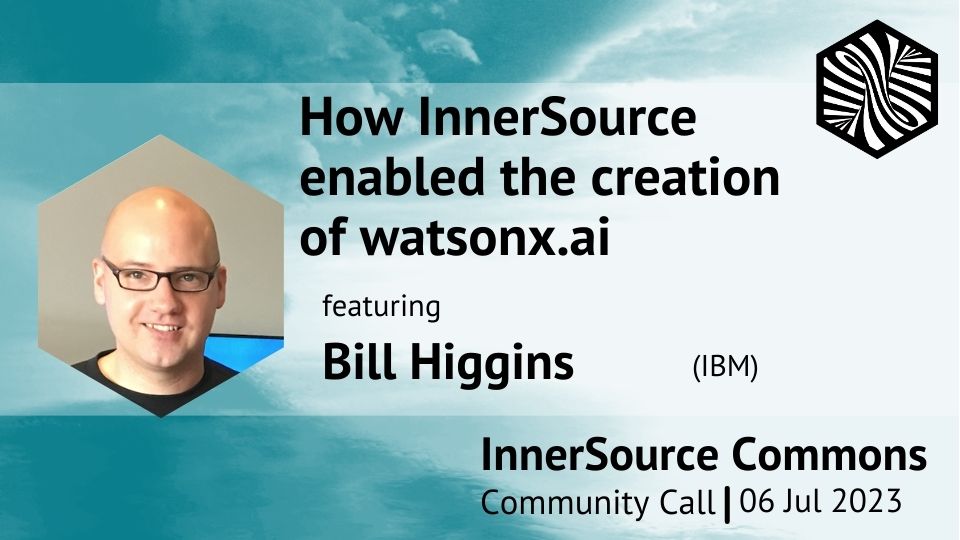 How InnerSource
enabled the creation
of watsonx.ai
featuring
Bill Higgins (IBM)
InnerSource Commons
Community Call | 06 Jul 2023